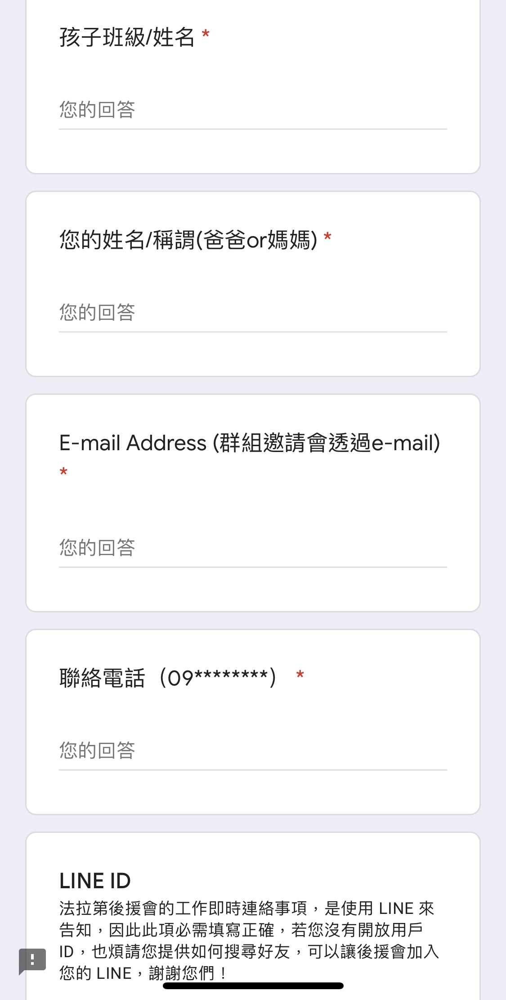 孩子班級/姓名 *
您的回答
您的姓名/稱謂(爸爸or媽媽) *
您的回答
E-mail Address (群組邀請會透過e-mail)
*
您的回答
聯絡電話（09********） *
您的回答
LINE ID
法拉第後援會的工作即時連絡事項，是使用 LINE 來
告知，因此此項必需填寫正確，若您沒有開放用戶
ID，也煩請您提供如何搜尋好友，可以讓後援會加入
您的 LINE，謝謝您們！